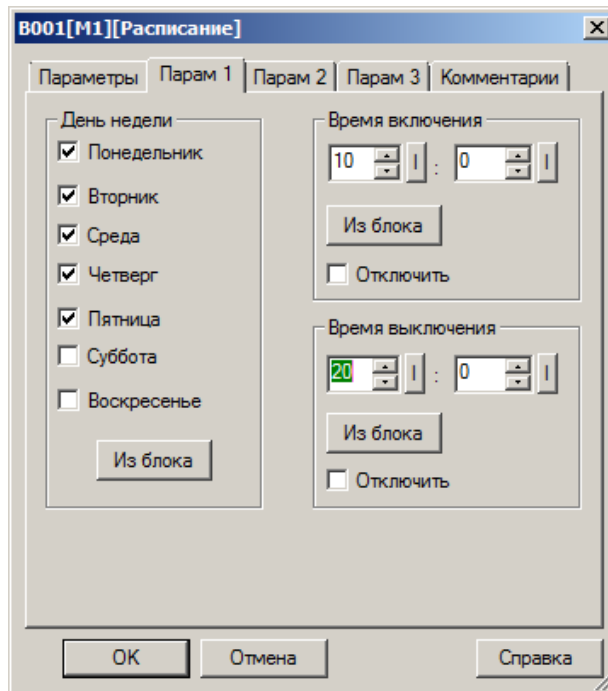 B001[M1][Расписание]
Параметры Парам 1 Парам 2 Парам 3 Комментарии
День недели
Понедельник
Вторник
Среда
Четверг
Пятница
Суббота
Воскресенье
Из блока
Время включения
10 I : 0 I
Из блока
Отключить
Время выключения
20 I : 0 I
Из блока
Отключить
OK Отмена Справка